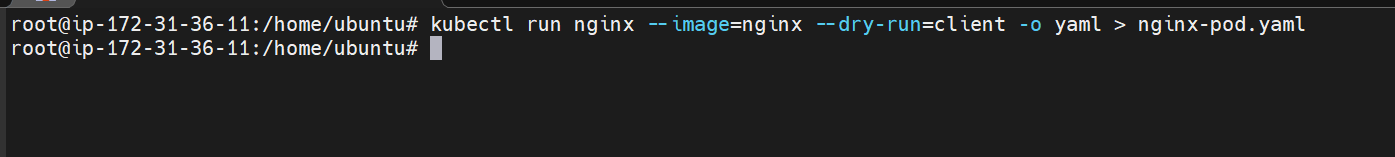 root@ip-172-31-36-11:/home/ubuntu# kubectl run nginx --image=nginx --dry-run=client -o yaml > nginx-pod.yaml
root@ip-172-31-36-11:/home/ubuntu#